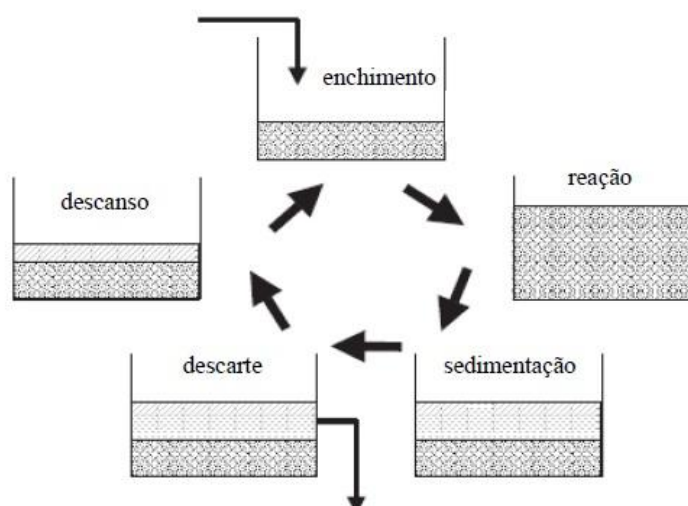 enchimento
reação
descanso
descarte
sedimentação